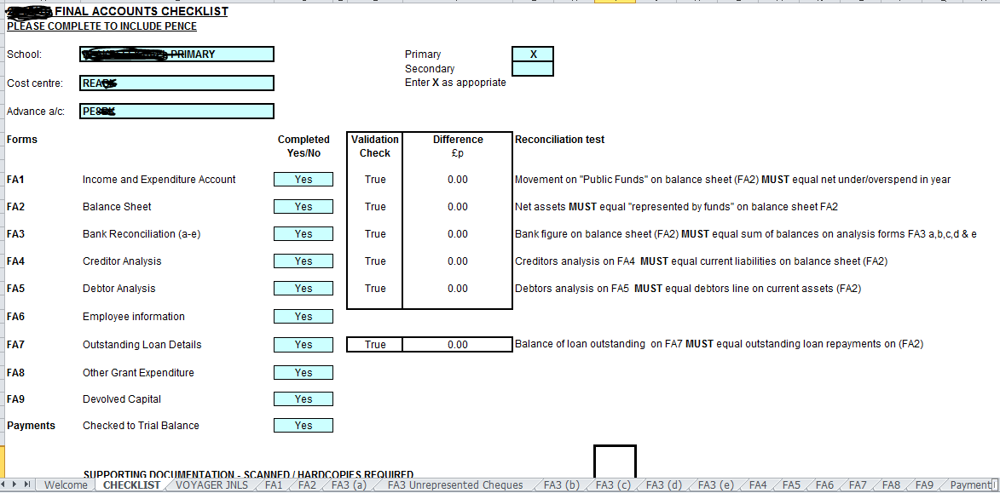 FINAL ACCOUNTS CHECKLIST
PLEASE COMPLETE TO INCLUDE PENCE
School: PRIMARY Primary X
Secondary
Cost centre: Enter X as appopriate
Advance a/c:
Forms Completed Validation Difference Reconciliation test
Yes/No Check £p
FA1 Income and Expenditure Account Yes True 0.00 Movement on "Public Funds" on balance sheet (FA2) MUST equal net under/overspend in year
FA2 Balance Sheet Yes True 0.00 Net assets MUST equal "represented by funds" on balance sheet FA2
FA3 Bank Reconciliation (a-e) Yes True 0.00 Bank figure on balance sheet (FA2) MUST equal sum of balances on analysis forms FA3 a,b,c,d & e
FA4 Creditor Analysis Yes True 0.00 Creditors analysis on FA4 MUST equal current liabilities on balance sheet (FA2)
FA5 Debtor Analysis Yes True 0.00 Debtors analysis on FA5 MUST equal debtors line on current assets (FA2)
FA6 Employee information Yes
FA7 Outstanding Loan Details Yes True 0.00 Balance of loan outstanding on FA7 MUST equal outstanding loan repayments on (FA2)
FA8 Other Grant Expenditure Yes
FA9 Devolved Capital Yes
Payments Checked to Trial Balance Yes
SUPPORTING DOCUMENTATION - SCANNED / HARDCOPIES REQUIRED
Welcome CHECKLIST VOYAGER JNLS FA1 FA2 FA3 (a) FA3 Unrepresented Cheques FA3 (b) FA3 (c) FA3 (d) FA3 (e) FA4 FA5 FA6 FA7 FA8 FA9 Payment